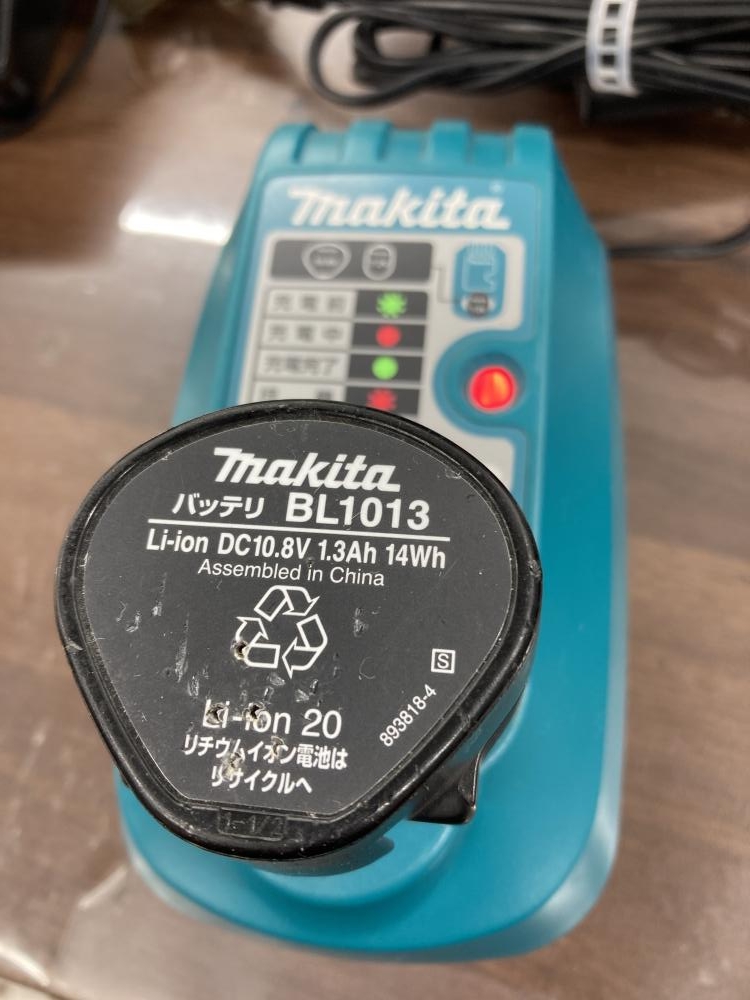 makita
充電前
充電中
充電完了
makita
バッテリ BL1013
Li-ion DC10.8V 1.3Ah 14Wh
Assembled in China
S
893818-4
Li-ion 20
リチウムイオン電池は
リサイクルへ